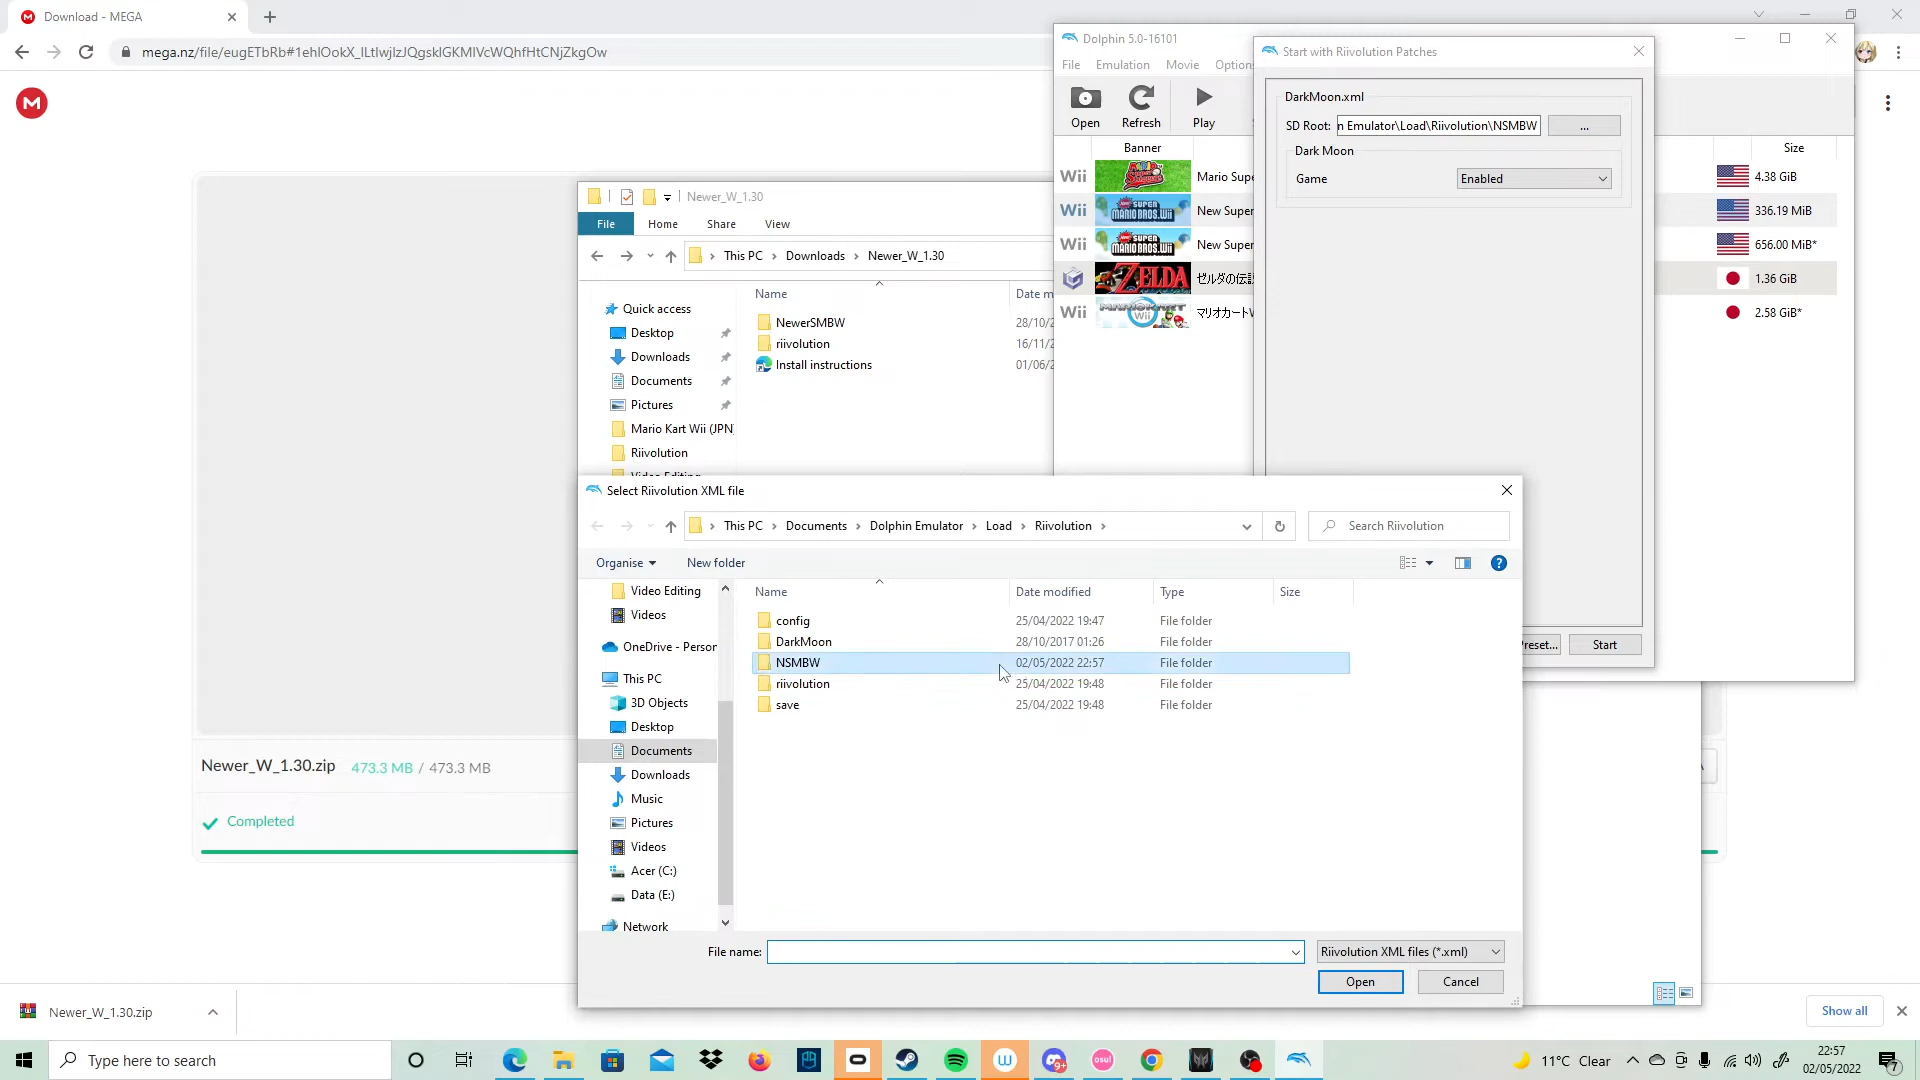 Download - MEGA
mega.nz/file/eugETbRb#1ehlOokX_ILtIwjlzJQgsklGKMlVcWQhfHtCNjZkgOw
Dolphin 5.0-16101
File Emulation Movie Option
Open Refresh Play
Banner Size
Wii Mario Supe 4.38 GiB
Wii New Super 336.19 MiB
Wii New Super 656.00 MiB*
ZELDA ゼルダの伝説 1.36 GiB
Wii マリオカートW 2.58 GiB*
Start with Riivolution Patches
DarkMoon.xml
SD Root: n Emulator\Load\Riivolution\NSMBW ...
Dark Moon
Game Enabled
reset... Start
Newer_W_1.30
File Home Share View
This PC Downloads Newer_W_1.30
Name Date m
Quick access
Desktop
Downloads
Documents
Pictures
Mario Kart Wii (JPN
Riivolution
NewerSMBW 28/10/2
riivolution 16/11/2
Install instructions 01/06/2
Select Riivolution XML file
This PC Documents Dolphin Emulator Load Riivolution
Search Riivolution
Organise New folder
Name Date modified Type Size
config 25/04/2022 19:47 File folder
DarkMoon 28/10/2017 01:26 File folder
NSMBW 02/05/2022 22:57 File folder
riivolution 25/04/2022 19:48 File folder
save 25/04/2022 19:48 File folder
Video Editing
Videos
OneDrive - Person
This PC
3D Objects
Desktop
Documents
Downloads
Music
Pictures
Videos
Acer (C:)
Data (E:)
Network
File name: Riivolution XML files (*.xml)
Open Cancel
Newer_W_1.30.zip 473.3 MB / 473.3 MB
Completed
Newer_W_1.30.zip
Show all
Type here to search
11°C Clear
22:57
02/05/2022